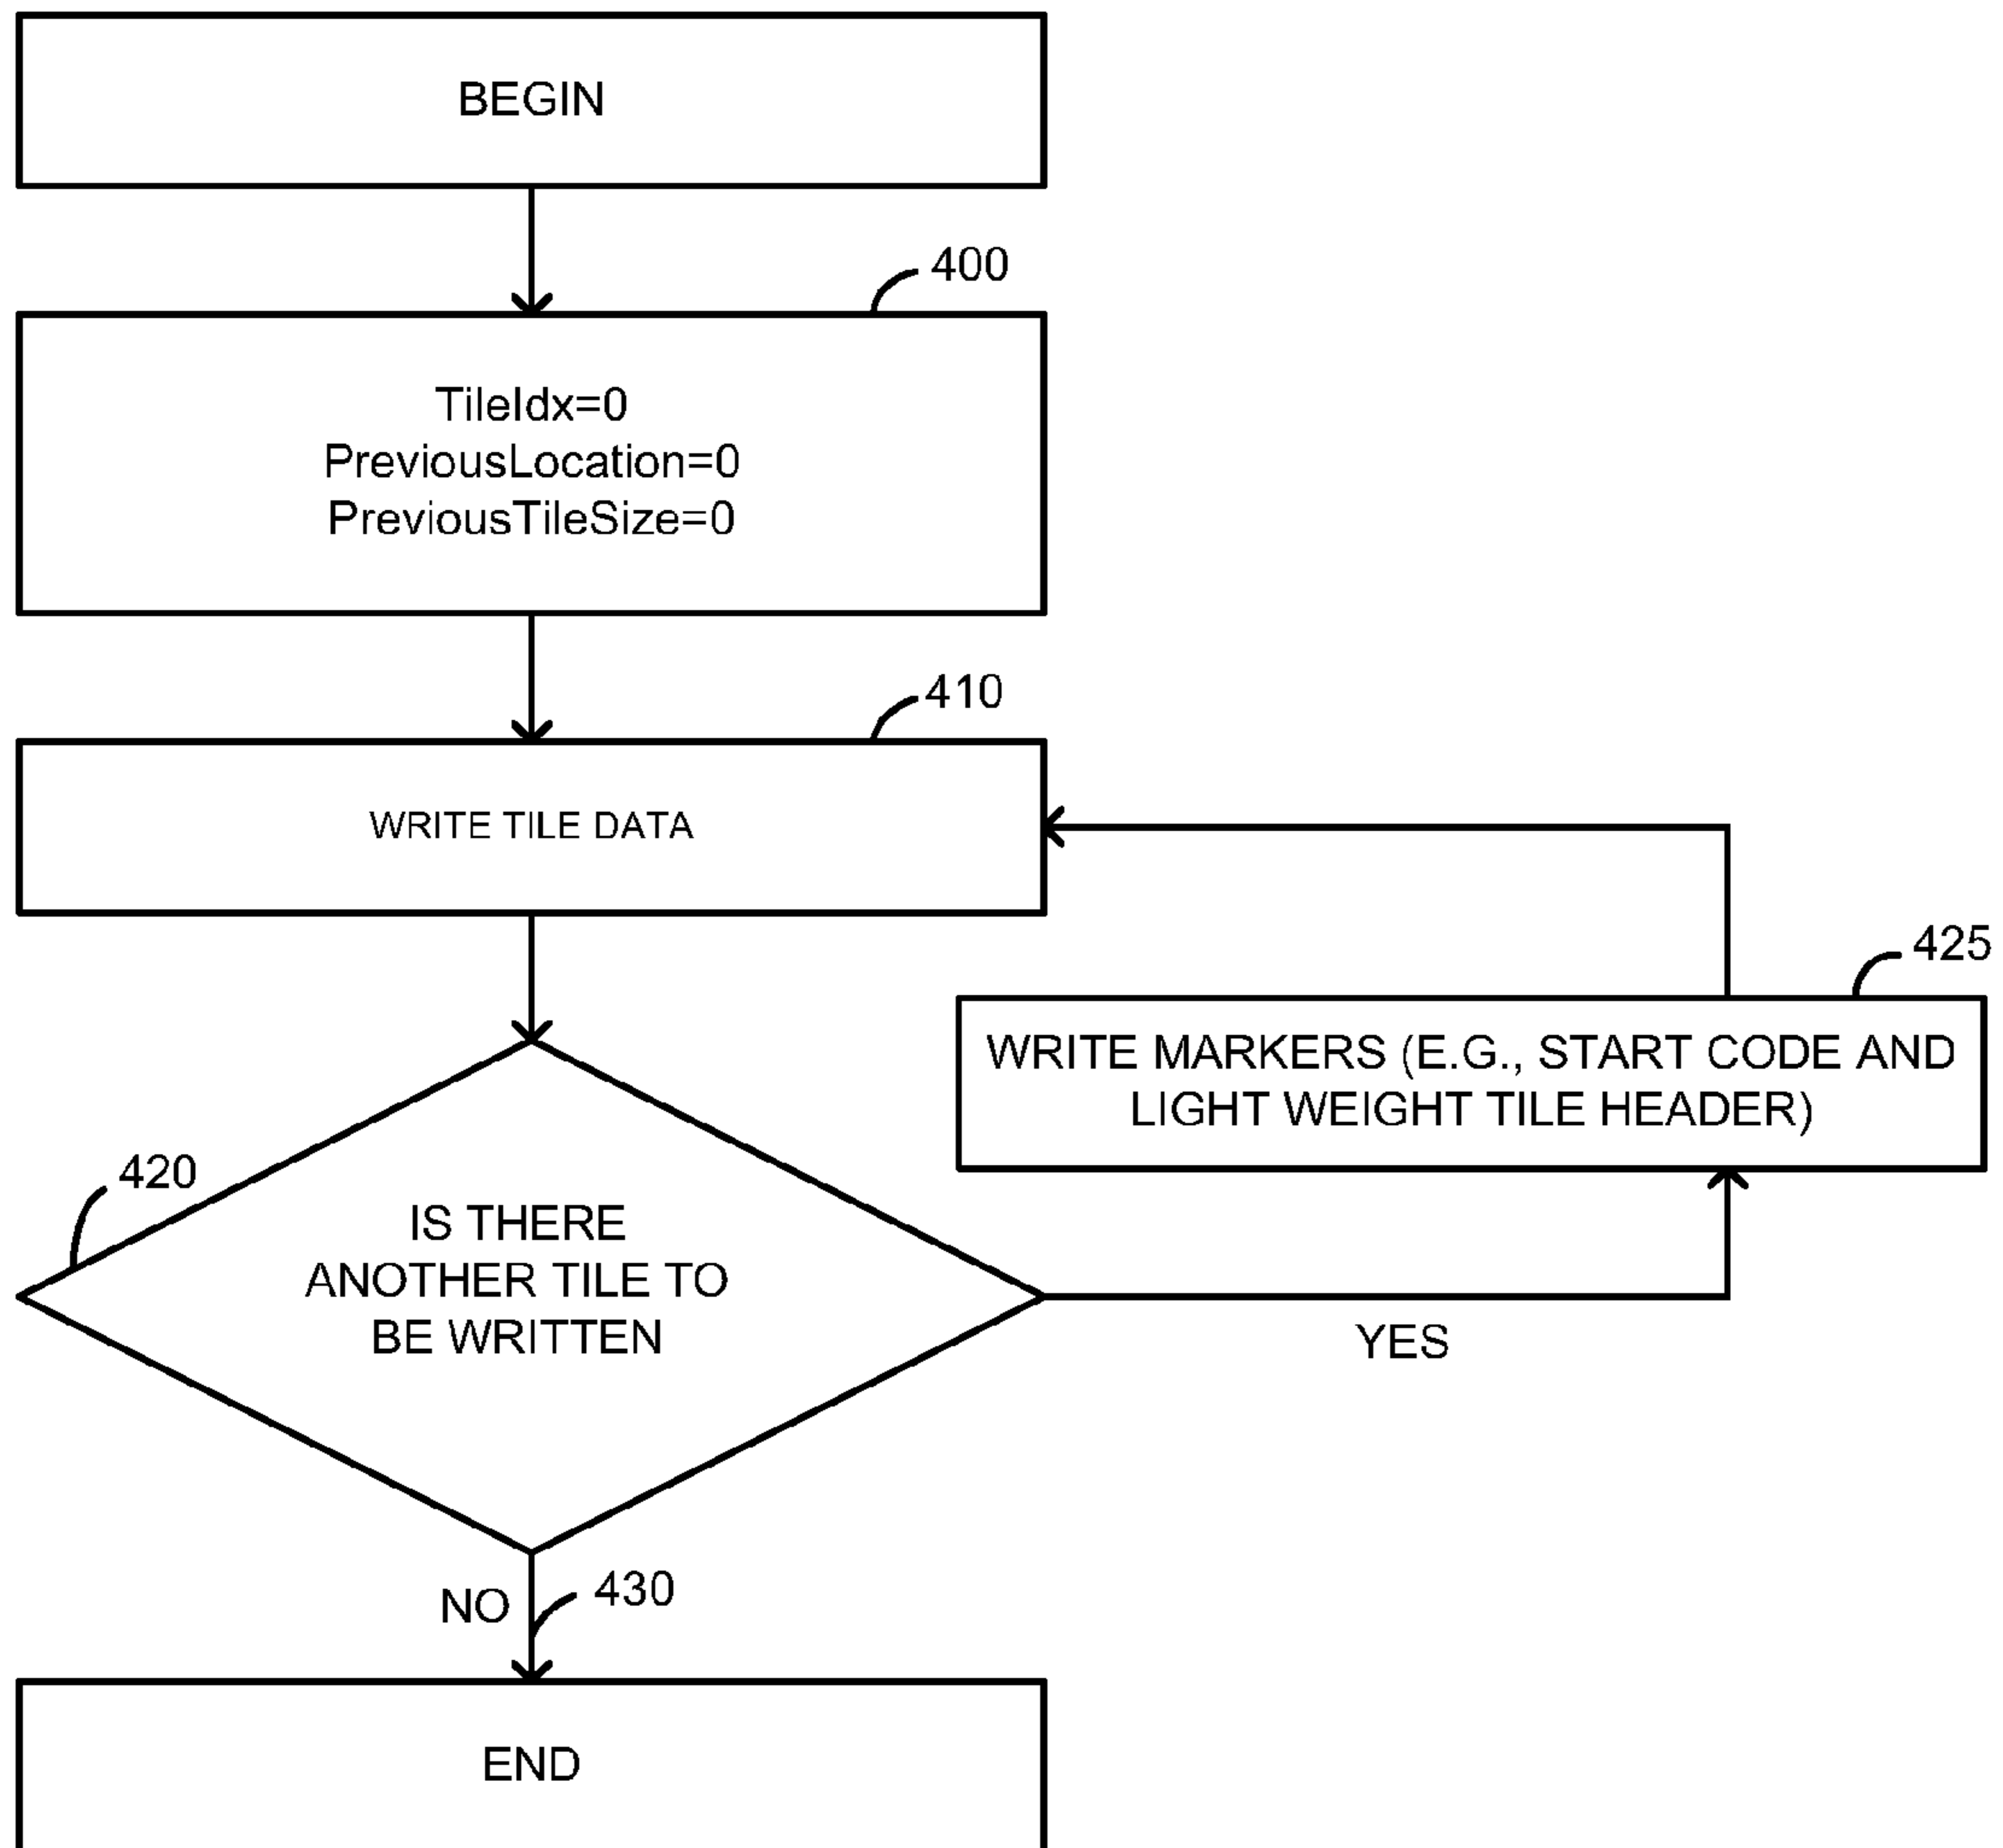 BEGIN
400
TileIdx=0
PreviousLocation=0
PreviousTileSize=0
410
WRITE TILE DATA
425
WRITE MARKERS (E.G., START CODE AND
LIGHT WEIGHT TILE HEADER)
420
IS THERE
ANOTHER TILE TO
BE WRITTEN
YES
NO
430
END